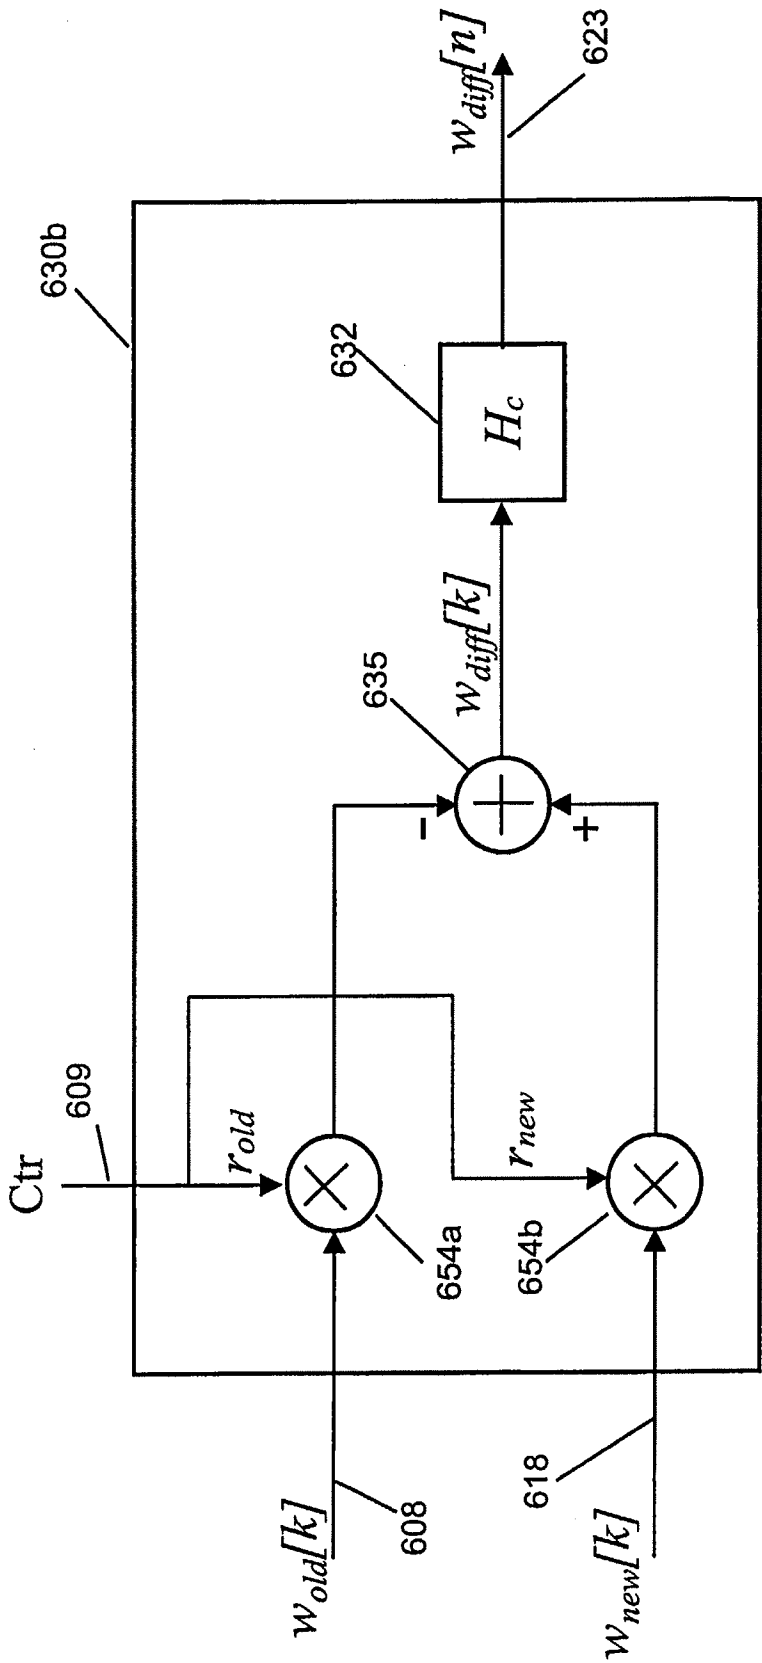 Ctr
609
630b
r_old
w_old[k]
608
654a
−
635
w_diff[k]
632
H_c
w_diff[n]
623
r_new
654b
+
w_new[k]
618